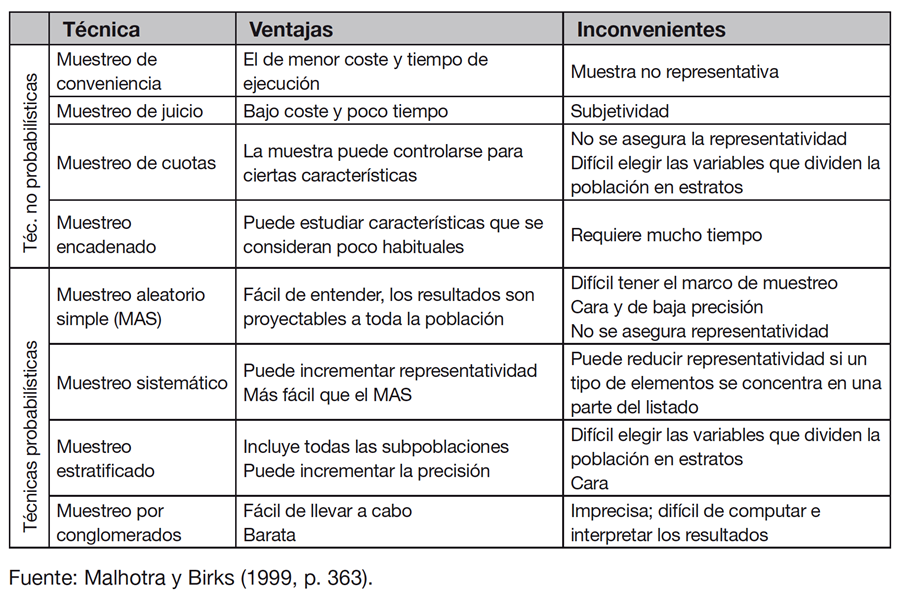 Técnica Ventajas Inconvenientes
Téc. no probabilísticas
Muestreo de
conveniencia
El de menor coste y tiempo de
ejecución
Muestra no representativa
Muestreo de juicio
Bajo coste y poco tiempo
Subjetividad
Muestreo de cuotas
La muestra puede controlarse para
ciertas características
No se asegura la representatividad
Difícil elegir las variables que dividen la
población en estratos
Muestreo
encadenado
Puede estudiar características que se
consideran poco habituales
Requiere mucho tiempo
Técnicas probabilísticas
Muestreo aleatorio
simple (MAS)
Fácil de entender, los resultados son
proyectables a toda la población
Difícil tener el marco de muestreo
Cara y de baja precisión
No se asegura representatividad
Muestreo sistemático
Puede incrementar representatividad
Más fácil que el MAS
Puede reducir representatividad si un
tipo de elementos se concentra en una
parte del listado
Muestreo
estratificado
Incluye todas las subpoblaciones
Puede incrementar la precisión
Difícil elegir las variables que dividen la
población en estratos
Cara
Muestreo por
conglomerados
Fácil de llevar a cabo
Barata
Imprecisa; difícil de computar e
interpretar los resultados
Fuente: Malhotra y Birks (1999, p. 363).